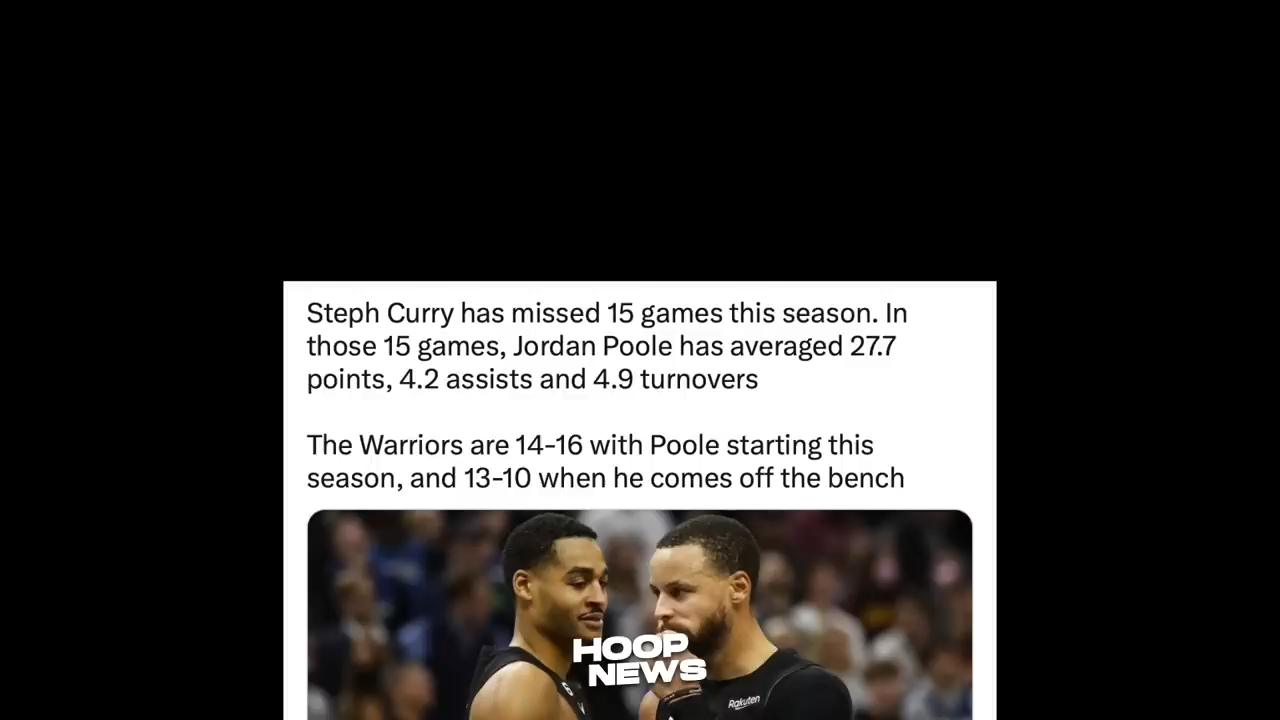 Steph Curry has missed 15 games this season. In
those 15 games, Jordan Poole has averaged 27.7
points, 4.2 assists and 4.9 turnovers
The Warriors are 14-16 with Poole starting this
season, and 13-10 when he comes off the bench
HOOP
NEWS
Rakuten